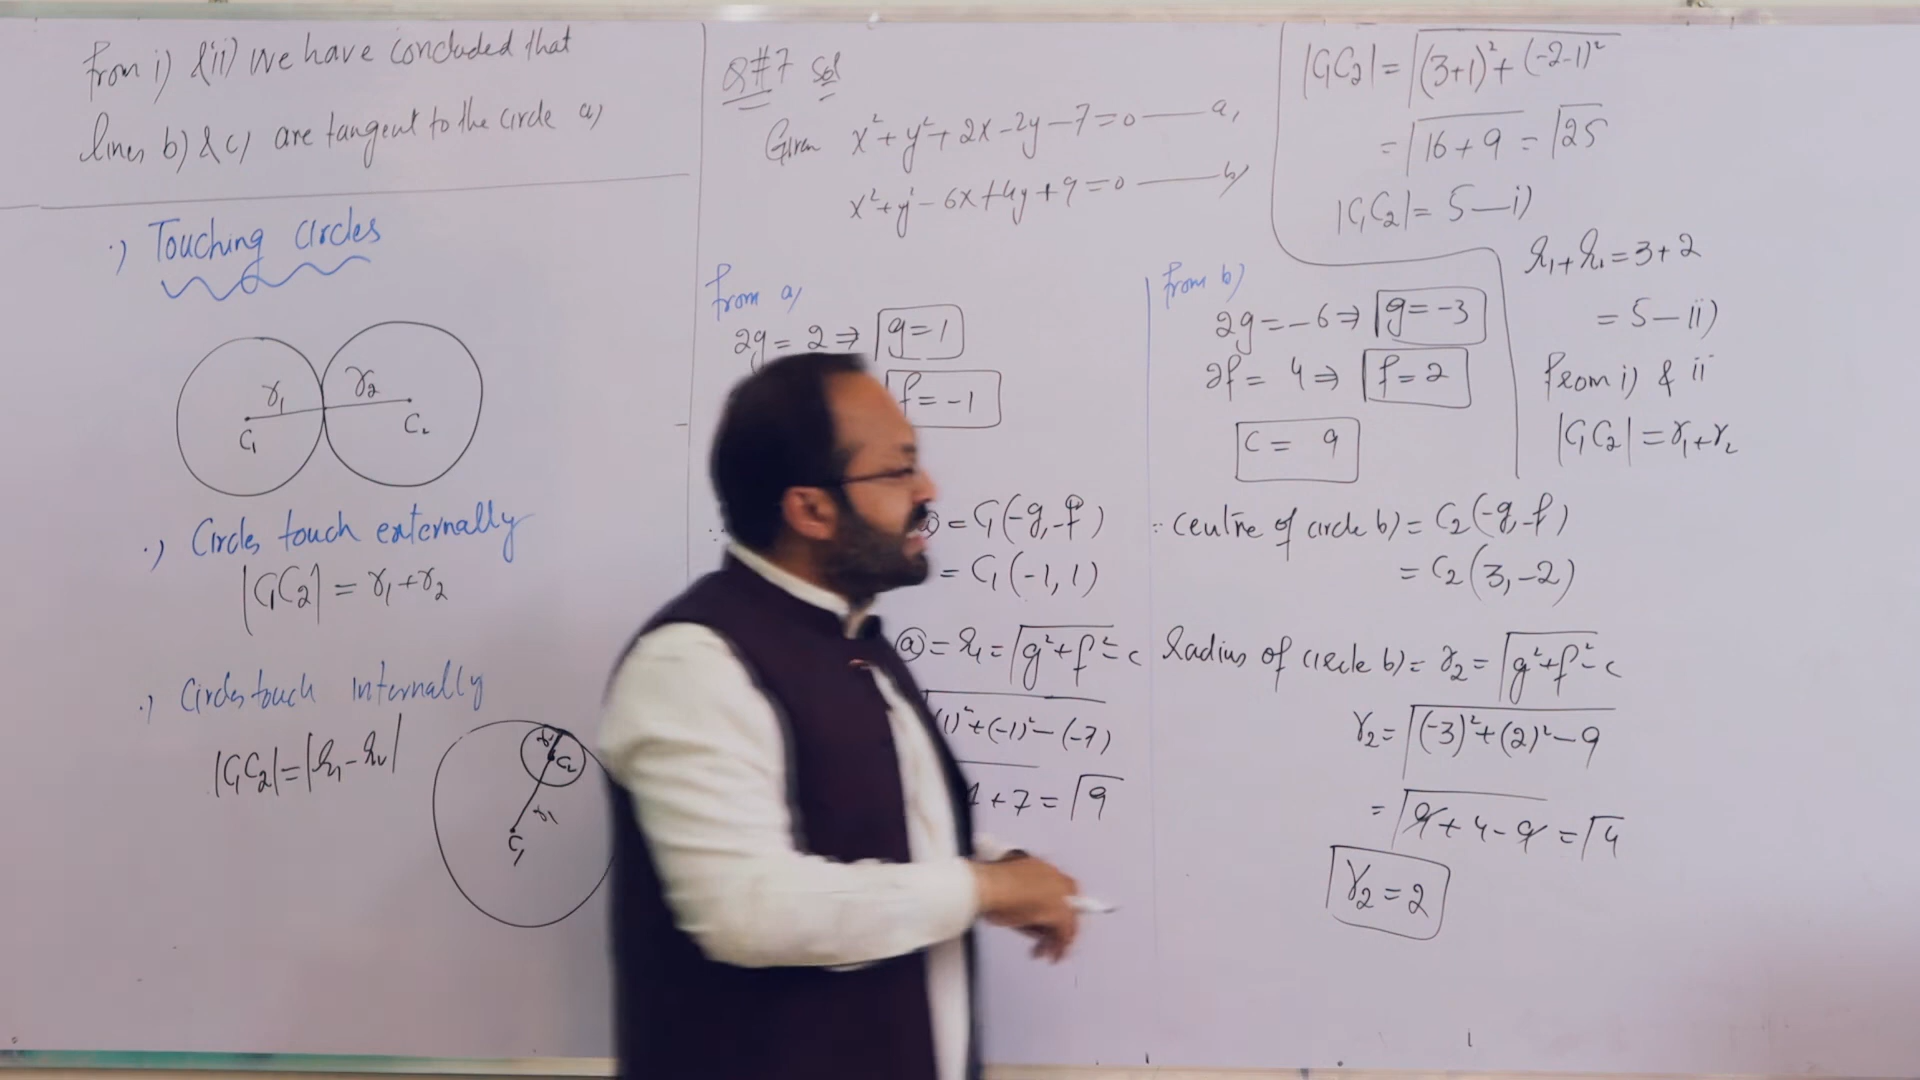 from i) & ii) we have concluded that
lines b) & c) are tangent to the circle a)
·) Touching circles
r₁ r₂
C₁ C₂
·) Circles touch externally
|C₁C₂| = r₁+r₂
·) Circles touch internally
|C₁C₂| = |r₁-r₂|
C₂
r₁
C₁
Q#7 Sol
Given x²+y²+2x-2y-7=0 — a)
x²+y²-6x+4y+9=0 — b)
from a)
2g = 2 ⇒ g=1
f=-1
= C₁(-g,-f)
= C₁(-1,1)
ⓐ = r₁ = √g²+f²-c
(1)²+(-1)²-(-7)
+7 = √9
from b)
2g = -6 ⇒ g=-3
2f = 4 ⇒ f=2
c = 9
∴ Centre of circle b) = C₂(-g,-f)
= C₂(3,-2)
Radius of circle b) = r₂ = √g²+f²-c
r₂ = √(-3)²+(2)²-9
= √9+4-9 = √4
r₂ = 2
|C₁C₂| = √(3+1)²+(-2-1)²
= √16+9 = √25
|C₁C₂| = 5 — i)
r₁+r₁ = 3+2
= 5 — ii)
From i) & ii
|C₁C₂| = r₁+r₂